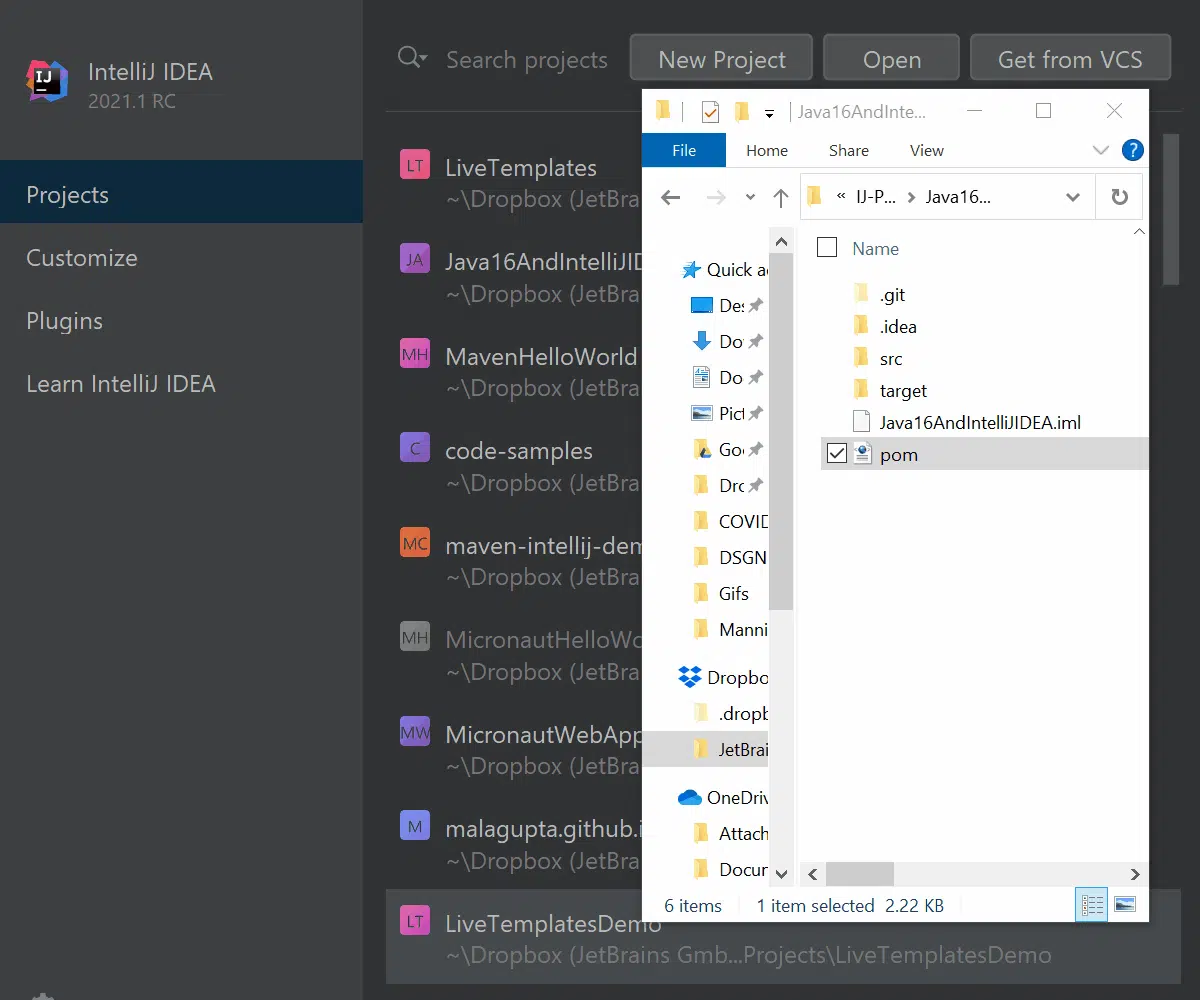 IJ
IntelliJ IDEA
2021.1 RC
Projects
Customize
Plugins
Learn IntelliJ IDEA
Search projects
New Project
Open
Get from VCS
LT
LiveTemplates
~\Dropbox (JetBra
JA
Java16AndIntelliJID
~\Dropbox (JetBra
MH
MavenHelloWorld
~\Dropbox (JetBra
C
code-samples
~\Dropbox (JetBra
MC
maven-intellij-dem
~\Dropbox (JetBra
MH
MicronautHelloWo
~\Dropbox (JetBra
MW
MicronautWebApp
~\Dropbox (JetBra
M
malagupta.github.i
~\Dropbox (JetBra
LT
LiveTemplatesDemo
~\Dropbox (JetBrains Gmb...Projects\LiveTemplatesDemo
Java16AndInte...
File
Home
Share
View
?
« IJ-P... > Java16...
Quick a
Des
Do
Do
Pict
Go
Dro
COVID
DSGN
Gifs
Manni
Dropbo
.dropb
JetBrai
OneDriv
Attach
Docur
Name
.git
.idea
src
target
Java16AndIntelliJIDEA.iml
pom
6 items
1 item selected 2.22 KB